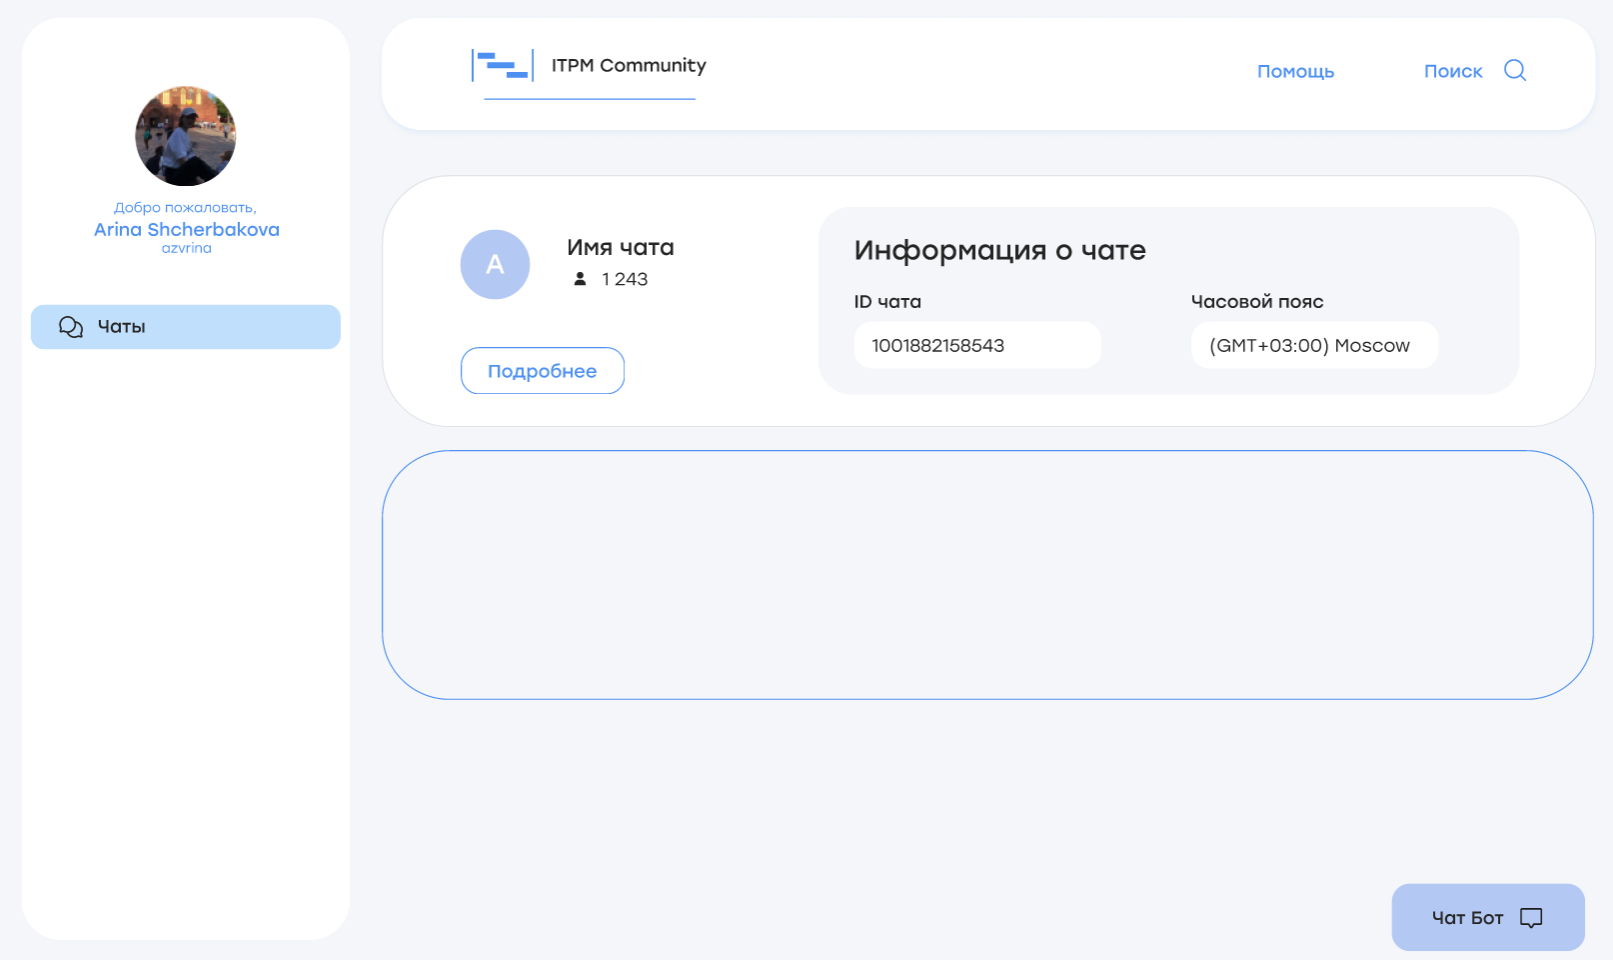 Добро пожаловать,
Arina Shcherbakova
azvrina
Чаты
ITPM Community
Помощь
Поиск
А
Имя чата
1 243
Подробнее
Информация о чате
ID чата
1001882158543
Часовой пояс
(GMT+03:00) Moscow
Чат Бот